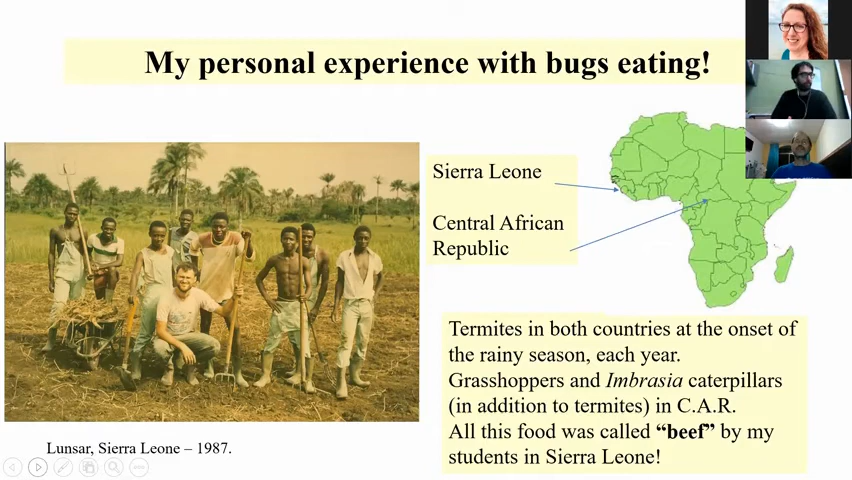 My personal experience with bugs eating!
Sierra Leone
Central African
Republic
Termites in both countries at the onset of
the rainy season, each year.
Grasshoppers and Imbrasia caterpillars
(in addition to termites) in C.A.R.
All this food was called “beef” by my
students in Sierra Leone!
Lunsar, Sierra Leone – 1987.